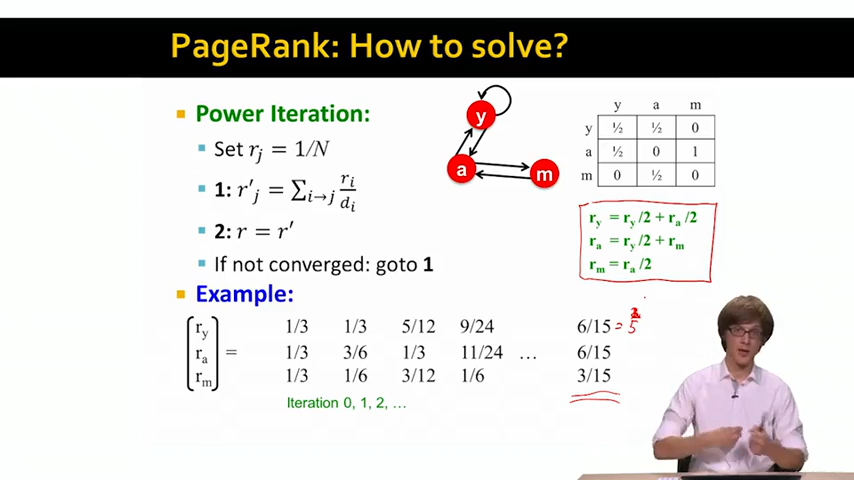 PageRank: How to solve?
Power Iteration:
Set r_j = 1/N
1: r'_j = ∑_{i→j} r_i/d_i
2: r = r'
If not converged: goto 1
y
a m
y a m
y ½ ½ 0
a ½ 0 1
m 0 ½ 0
r_y = r_y/2 + r_a/2
r_a = r_y/2 + r_m
r_m = r_a/2
Example:
r_y 1/3 1/3 5/12 9/24 6/15 = 5
r_a = 1/3 3/6 1/3 11/24 … 6/15
r_m 1/3 1/6 3/12 1/6 3/15
Iteration 0, 1, 2, …